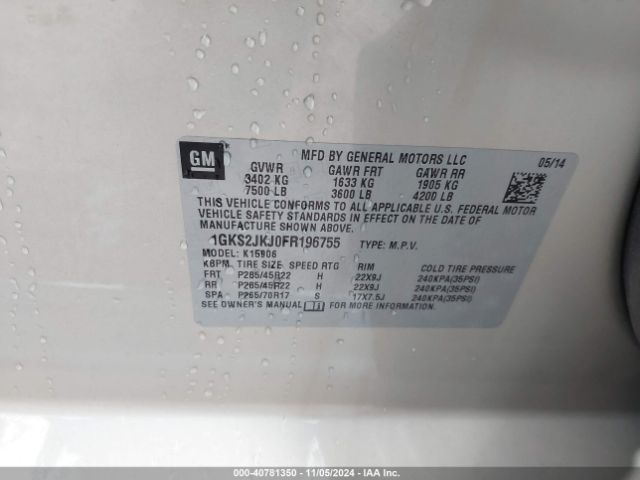 GM
MFD BY GENERAL MOTORS LLC 05/14
GVWR GAWR FRT GAWR RR
3402 KG 1633 KG 1905 KG
7500 LB 3600 LB 4200 LB
THIS VEHICLE CONFORMS TO ALL APPLICABLE U.S. FEDERAL MOTOR
VEHICLE SAFETY STANDARDS IN EFFECT ON THE DATE OF
MANUFACTURE SHOWN ABOVE.
1GKS2JKJ0FR196755 TYPE: M.P.V.
MODEL: K15906
K8PM TIRE SIZE SPEED RTG RIM COLD TIRE PRESSURE
FRT P285/45R22 H 22X9J 240KPA(35PSI)
RR P285/45R22 H 22X9J 240KPA(35PSI)
SPA P265/70R17 S 17X7.5J 240KPA(35PSI)
SEE OWNER'S MANUAL FOR MORE INFORMATION.
000-40781350 - 11/05/2024 - IAA Inc.